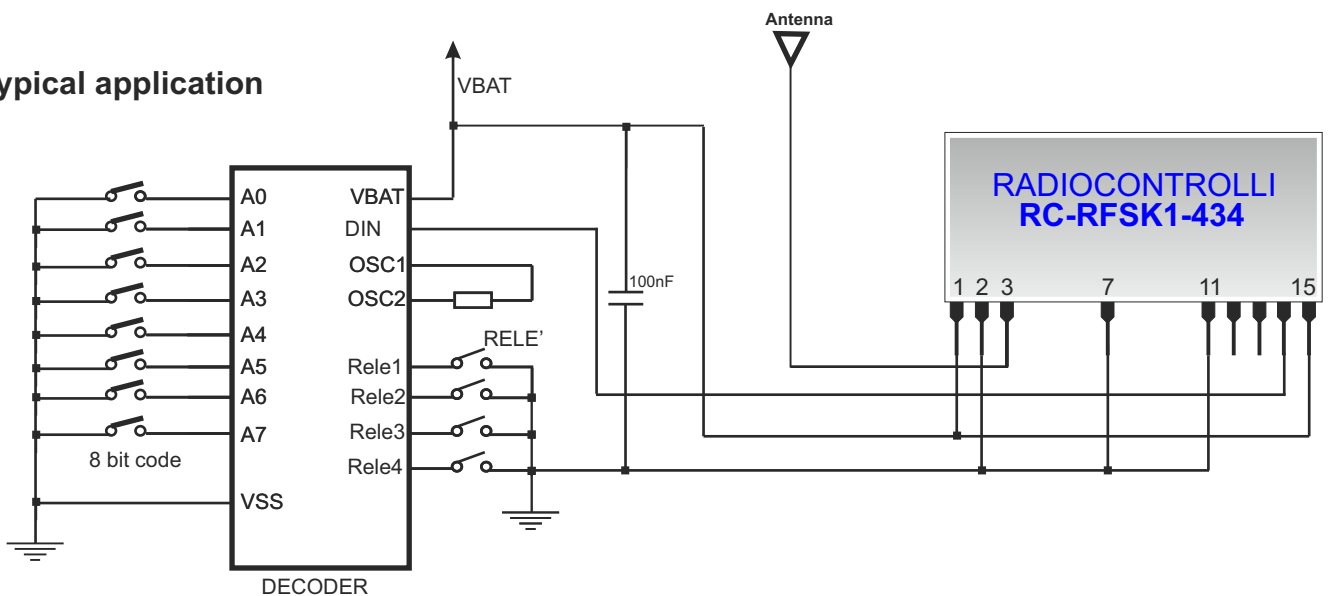 Antenna
ypical application
VBAT
RADIOCONTROLLI
RC-RFSK1-434
A0 VBAT
A1 DIN
A2 OSC1
A3 OSC2
100nF
1 2 3 7 11 15
A4
RELE'
A5 Rele1
A6 Rele2
A7 Rele3
8 bit code
Rele4
VSS
DECODER